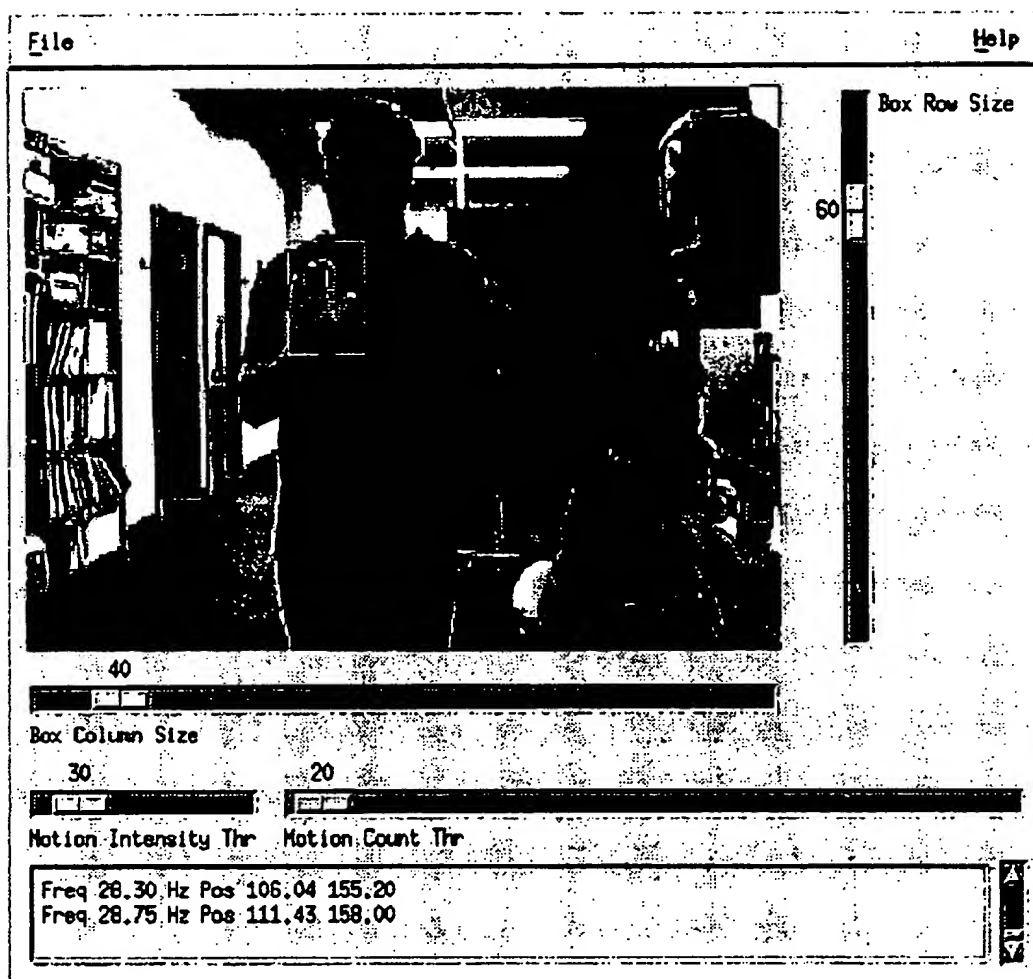 File Help
Box Row Size
60
40
Box Column Size
30 20
Motion Intensity Thr Motion Count Thr
Freq 28.30 Hz Pos 106.04 155.20
Freq 28.75 Hz Pos 111.43 158.00